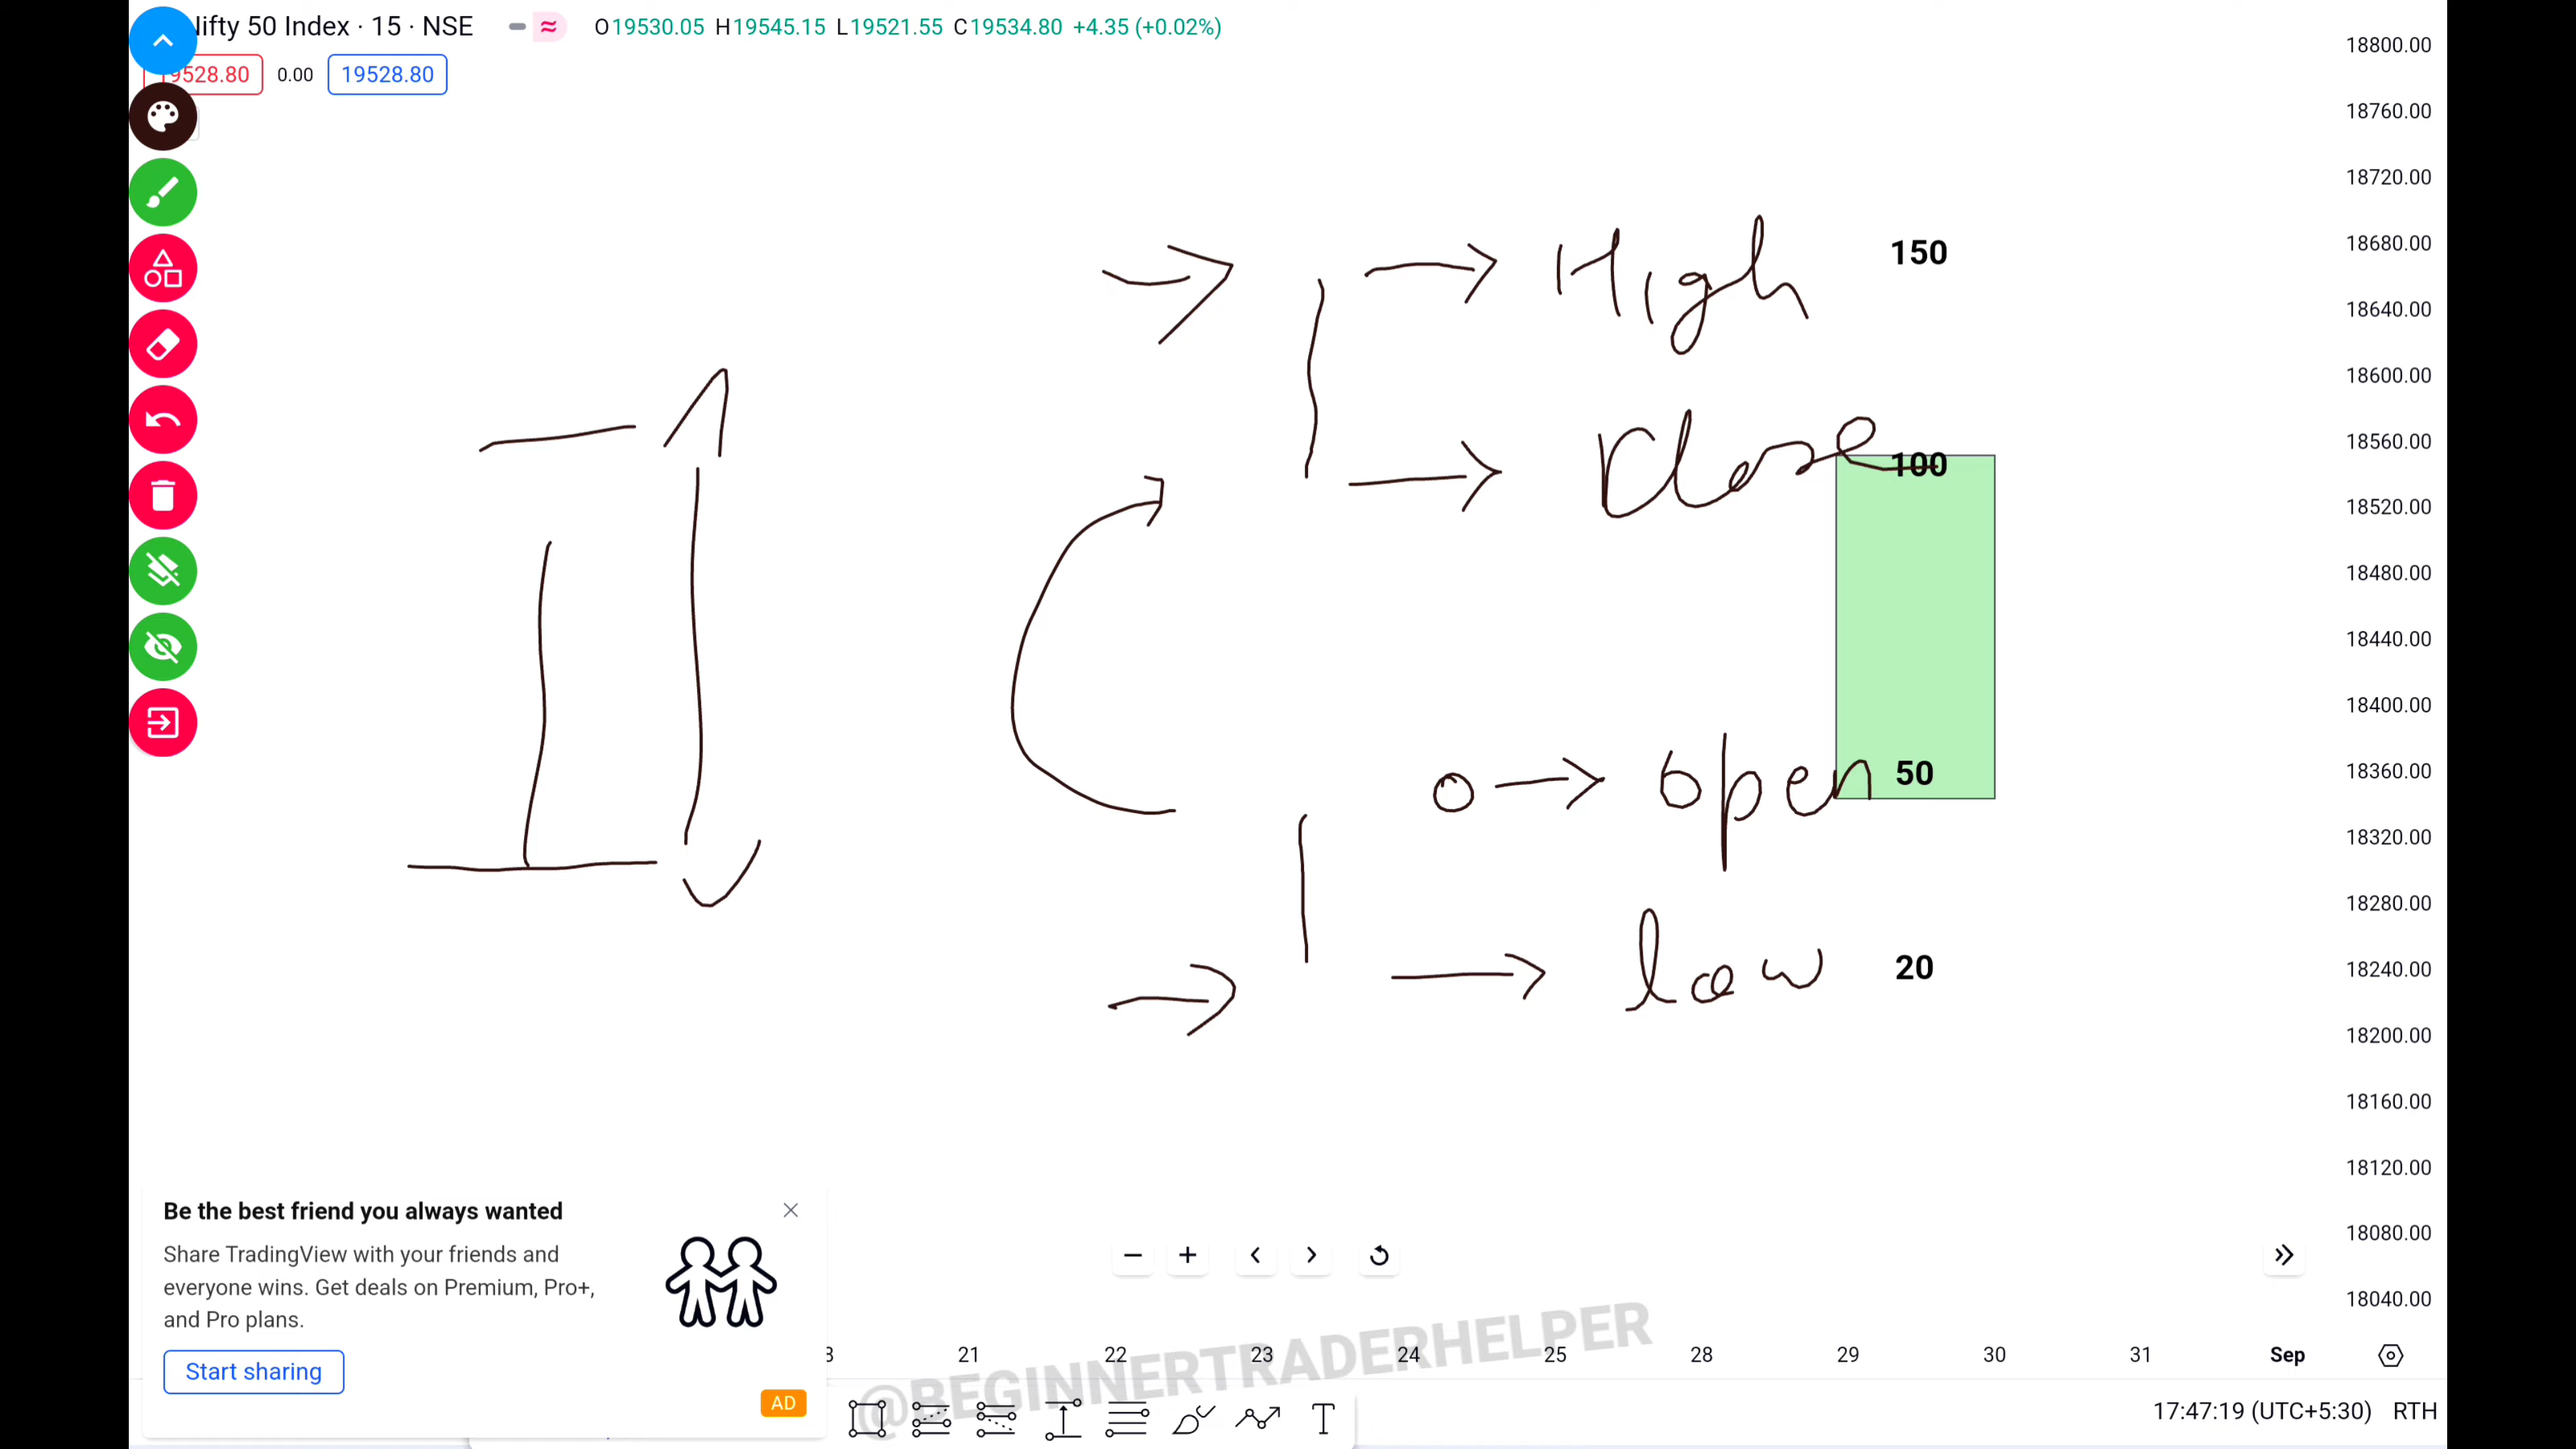 ifty 50 Index · 15 · NSE O19530.05 H19545.15 L19521.55 C19534.80 +4.35 (+0.02%)
9528.80 0.00 19528.80
High 150
Close 100
open 50
low 20
18800.00
18760.00
18720.00
18680.00
18640.00
18600.00
18560.00
18520.00
18480.00
18440.00
18400.00
18360.00
18320.00
18280.00
18240.00
18200.00
18160.00
18120.00
18080.00
18040.00
Be the best friend you always wanted
Share TradingView with your friends and
everyone wins. Get deals on Premium, Pro+,
and Pro plans.
Start sharing
AD
@BEGINNERTRADERHELPER
21 22 23 24 25 28 29 30 31 Sep
T
17:47:19 (UTC+5:30) RTH